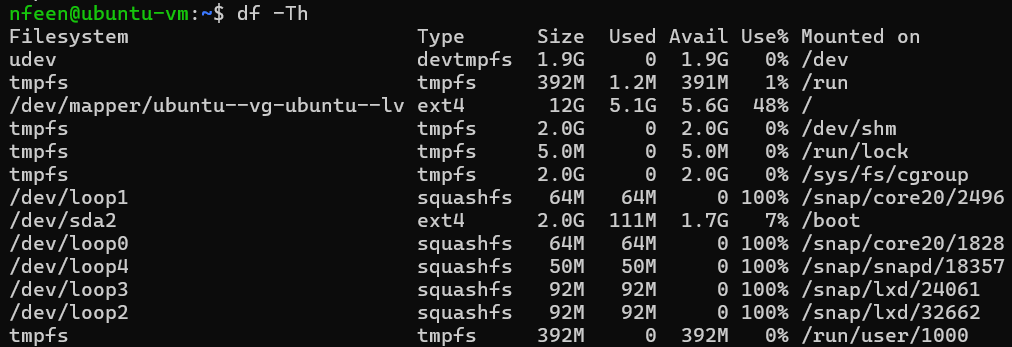 nfeen@ubuntu-vm:~$ df -Th
Filesystem                        Type      Size  Used Avail Use% Mounted on
udev                              devtmpfs  1.9G     0  1.9G   0% /dev
tmpfs                             tmpfs     392M  1.2M  391M   1% /run
/dev/mapper/ubuntu--vg-ubuntu--lv ext4       12G  5.1G  5.6G  48% /
tmpfs                             tmpfs     2.0G     0  2.0G   0% /dev/shm
tmpfs                             tmpfs     5.0M     0  5.0M   0% /run/lock
tmpfs                             tmpfs     2.0G     0  2.0G   0% /sys/fs/cgroup
/dev/loop1                        squashfs   64M   64M     0 100% /snap/core20/2496
/dev/sda2                         ext4      2.0G  111M  1.7G   7% /boot
/dev/loop0                        squashfs   64M   64M     0 100% /snap/core20/1828
/dev/loop4                        squashfs   50M   50M     0 100% /snap/snapd/18357
/dev/loop3                        squashfs   92M   92M     0 100% /snap/lxd/24061
/dev/loop2                        squashfs   92M   92M     0 100% /snap/lxd/32662
tmpfs                             tmpfs     392M     0  392M   0% /run/user/1000